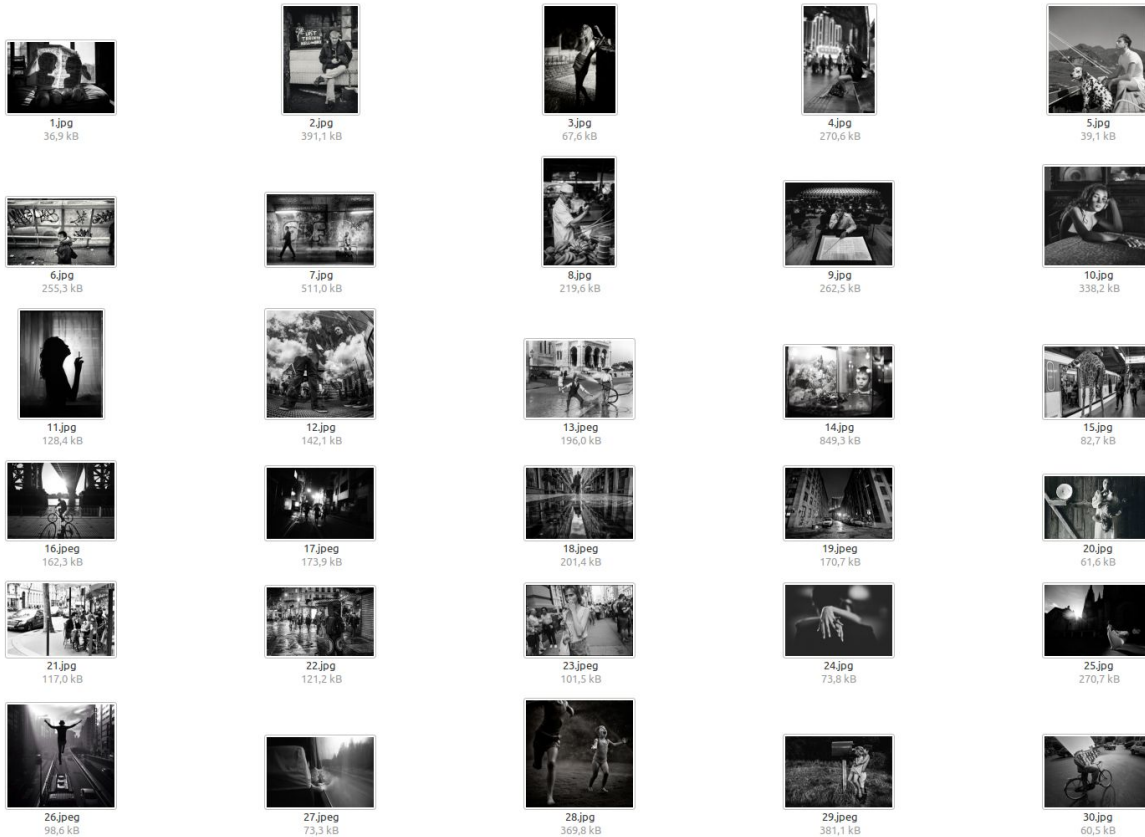 1.jpg
36,9 kB
2.jpg
391,1 kB
3.jpg
67,6 kB
4.jpg
270,6 kB
5.jpg
39,1 kB
6.jpg
255,3 kB
7.jpg
511,0 kB
8.jpg
219,6 kB
9.jpg
262,5 kB
10.jpg
338,2 kB
11.jpg
128,4 kB
12.jpg
142,1 kB
13.jpeg
196,0 kB
14.jpg
849,3 kB
15.jpg
82,7 kB
16.jpeg
162,3 kB
17.jpeg
173,9 kB
18.jpeg
201,4 kB
19.jpeg
170,7 kB
20.jpg
61,6 kB
21.jpg
117,0 kB
22.jpg
121,2 kB
23.jpeg
101,5 kB
24.jpg
73,8 kB
25.jpg
270,7 kB
26.jpeg
98,6 kB
27.jpeg
73,3 kB
28.jpg
369,8 kB
29.jpeg
381,1 kB
30.jpg
60,5 kB